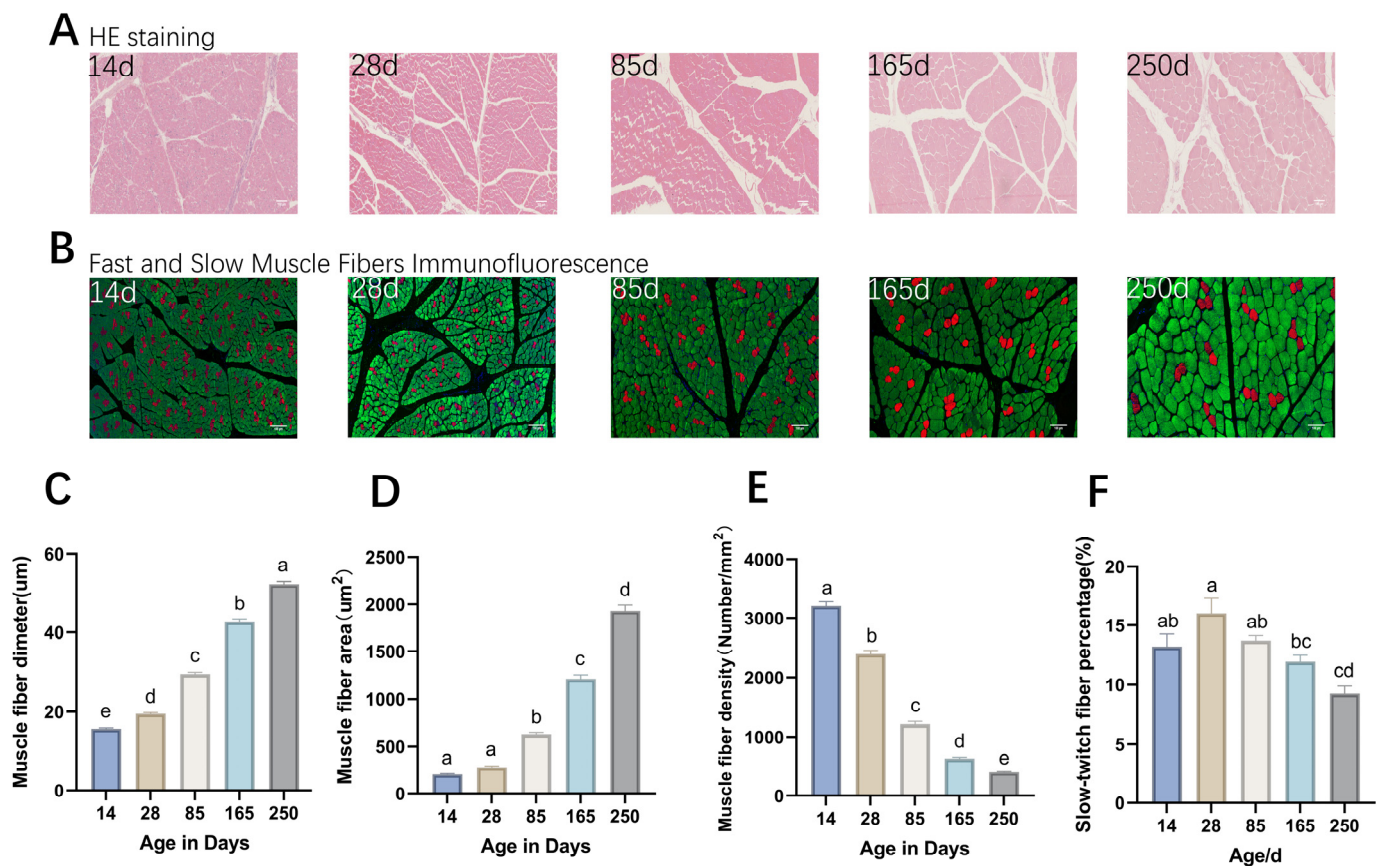 A HE staining
14d 28d 85d 165d 250d
B
Fast and Slow Muscle Fibers Immunofluorescence
14d 28d 85d 165d 250d
C
Muscle fiber dimeter(um)
60
40
20
0
e d c b a
14 28 85 165 250
Age in Days
D
Muscle fiber area(um²)
2500
2000
1500
1000
500
0
a a b c d
14 28 85 165 250
Age in Days
E
Muscle fiber density(Number/mm²)
4000
3000
2000
1000
0
a b c d e
14 28 85 165 250
Age in Days
F
Slow-twitch fiber percentage(%)
20
15
10
5
0
ab a ab bc cd
14 28 85 165 250
Age/d